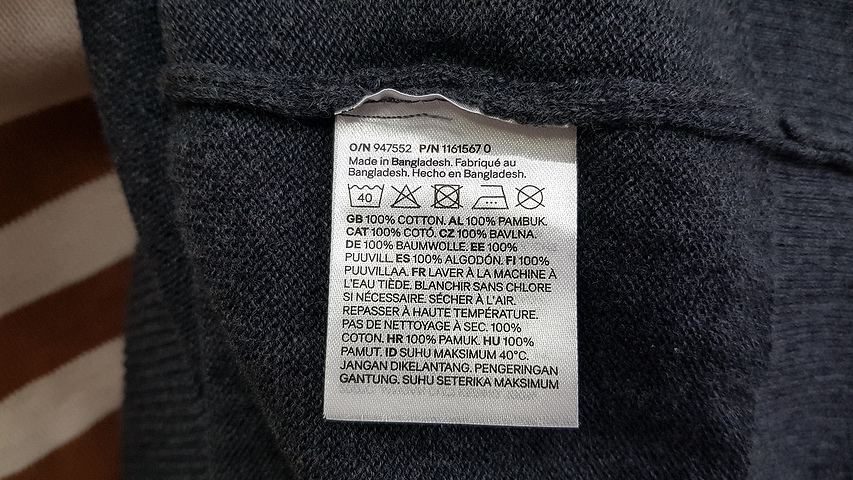 O/N 947552 P/N 1161567 0
Made in Bangladesh. Fabriqué au
Bangladesh. Hecho en Bangladesh.
40
GB 100% COTTON. AL 100% PAMBUK.
CAT 100% COTÓ. CZ 100% BAVLNA.
DE 100% BAUMWOLLE. EE 100%
PUUVILL. ES 100% ALGODÓN. FI 100%
PUUVILLAA. FR LAVER À LA MACHINE À
L'EAU TIÈDE. BLANCHIR SANS CHLORE
SI NÉCESSAIRE. SÉCHER À L'AIR.
REPASSER À HAUTE TEMPÉRATURE.
PAS DE NETTOYAGE À SEC. 100%
COTON. HR 100% PAMUK. HU 100%
PAMUT. ID SUHU MAKSIMUM 40°C.
JANGAN DIKELANTANG. PENGERINGAN
GANTUNG. SUHU SETERIKA MAKSIMUM